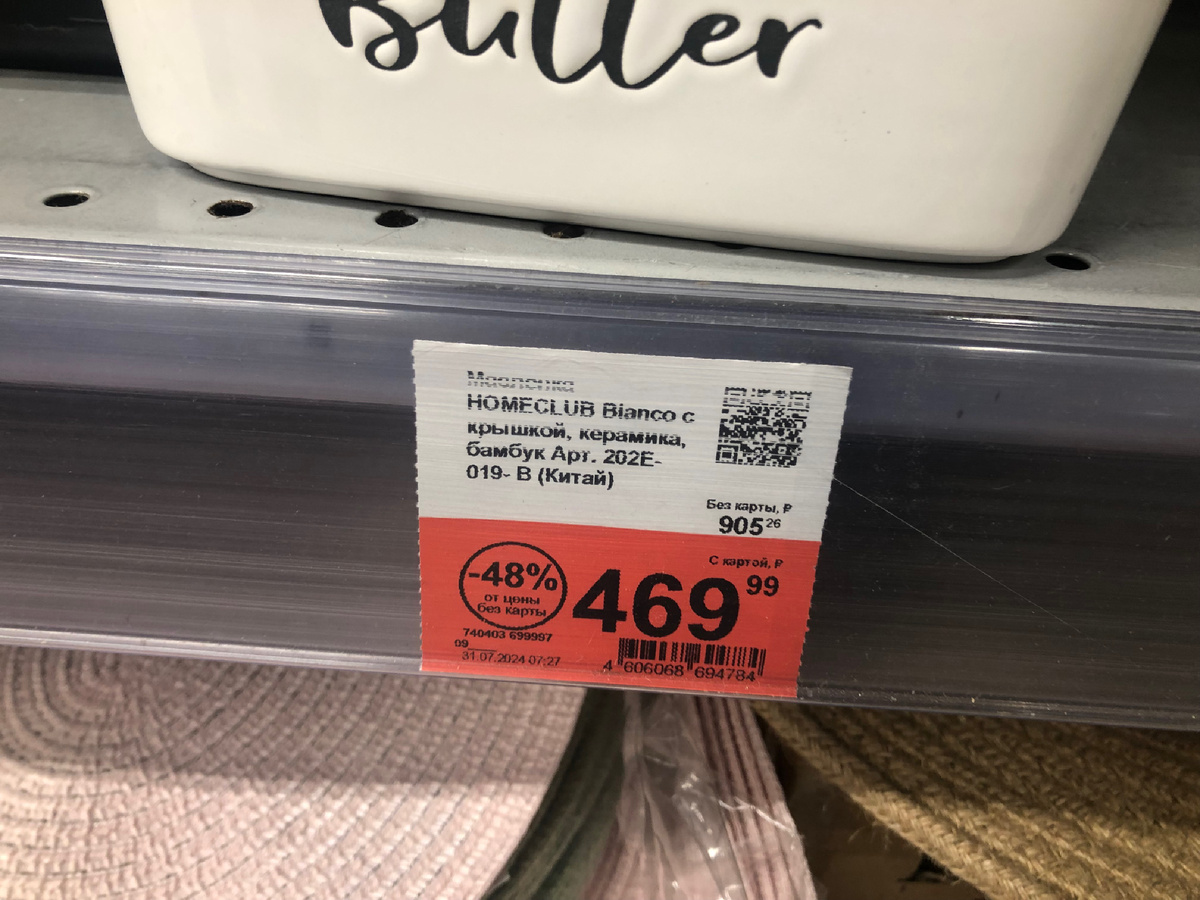 Butter
Масленка
HOMECLUB Bianco с
крышкой, керамика,
бамбук Арт. 202E-
019- B (Китай)
Без карты, ₽
905 26
С картой, ₽
-48%
от цены
без карты
469 99
740403 699997
09
31.07.2024 07:27
4 606068 694784